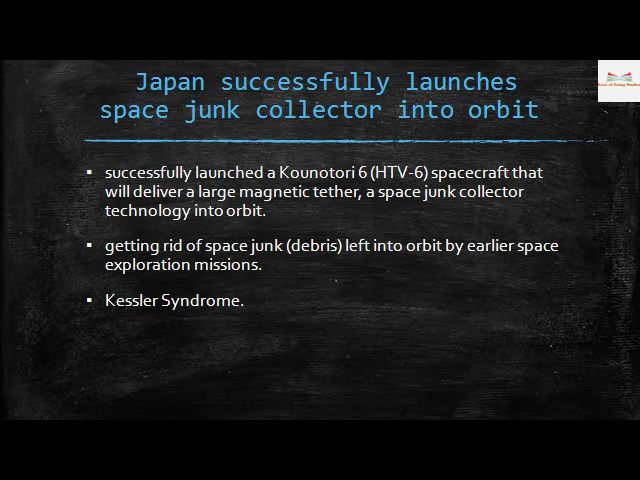 Japan successfully launches
space junk collector into orbit
▪ successfully launched a Kounotori 6 (HTV-6) spacecraft that
will deliver a large magnetic tether, a space junk collector
technology into orbit.
▪ getting rid of space junk (debris) left into orbit by earlier space
exploration missions.
▪ Kessler Syndrome.